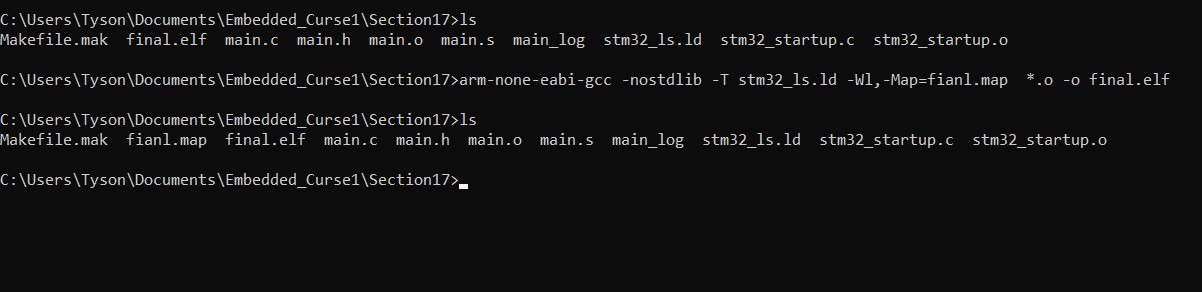 C:\Users\Tyson\Documents\Embedded_Curse1\Section17>ls
Makefile.mak  final.elf  main.c  main.h  main.o  main.s  main_log  stm32_ls.ld  stm32_startup.c  stm32_startup.o
C:\Users\Tyson\Documents\Embedded_Curse1\Section17>arm-none-eabi-gcc -nostdlib -T stm32_ls.ld -Wl,-Map=fianl.map  *.o -o final.elf
C:\Users\Tyson\Documents\Embedded_Curse1\Section17>ls
Makefile.mak  fianl.map  final.elf  main.c  main.h  main.o  main.s  main_log  stm32_ls.ld  stm32_startup.c  stm32_startup.o
C:\Users\Tyson\Documents\Embedded_Curse1\Section17>